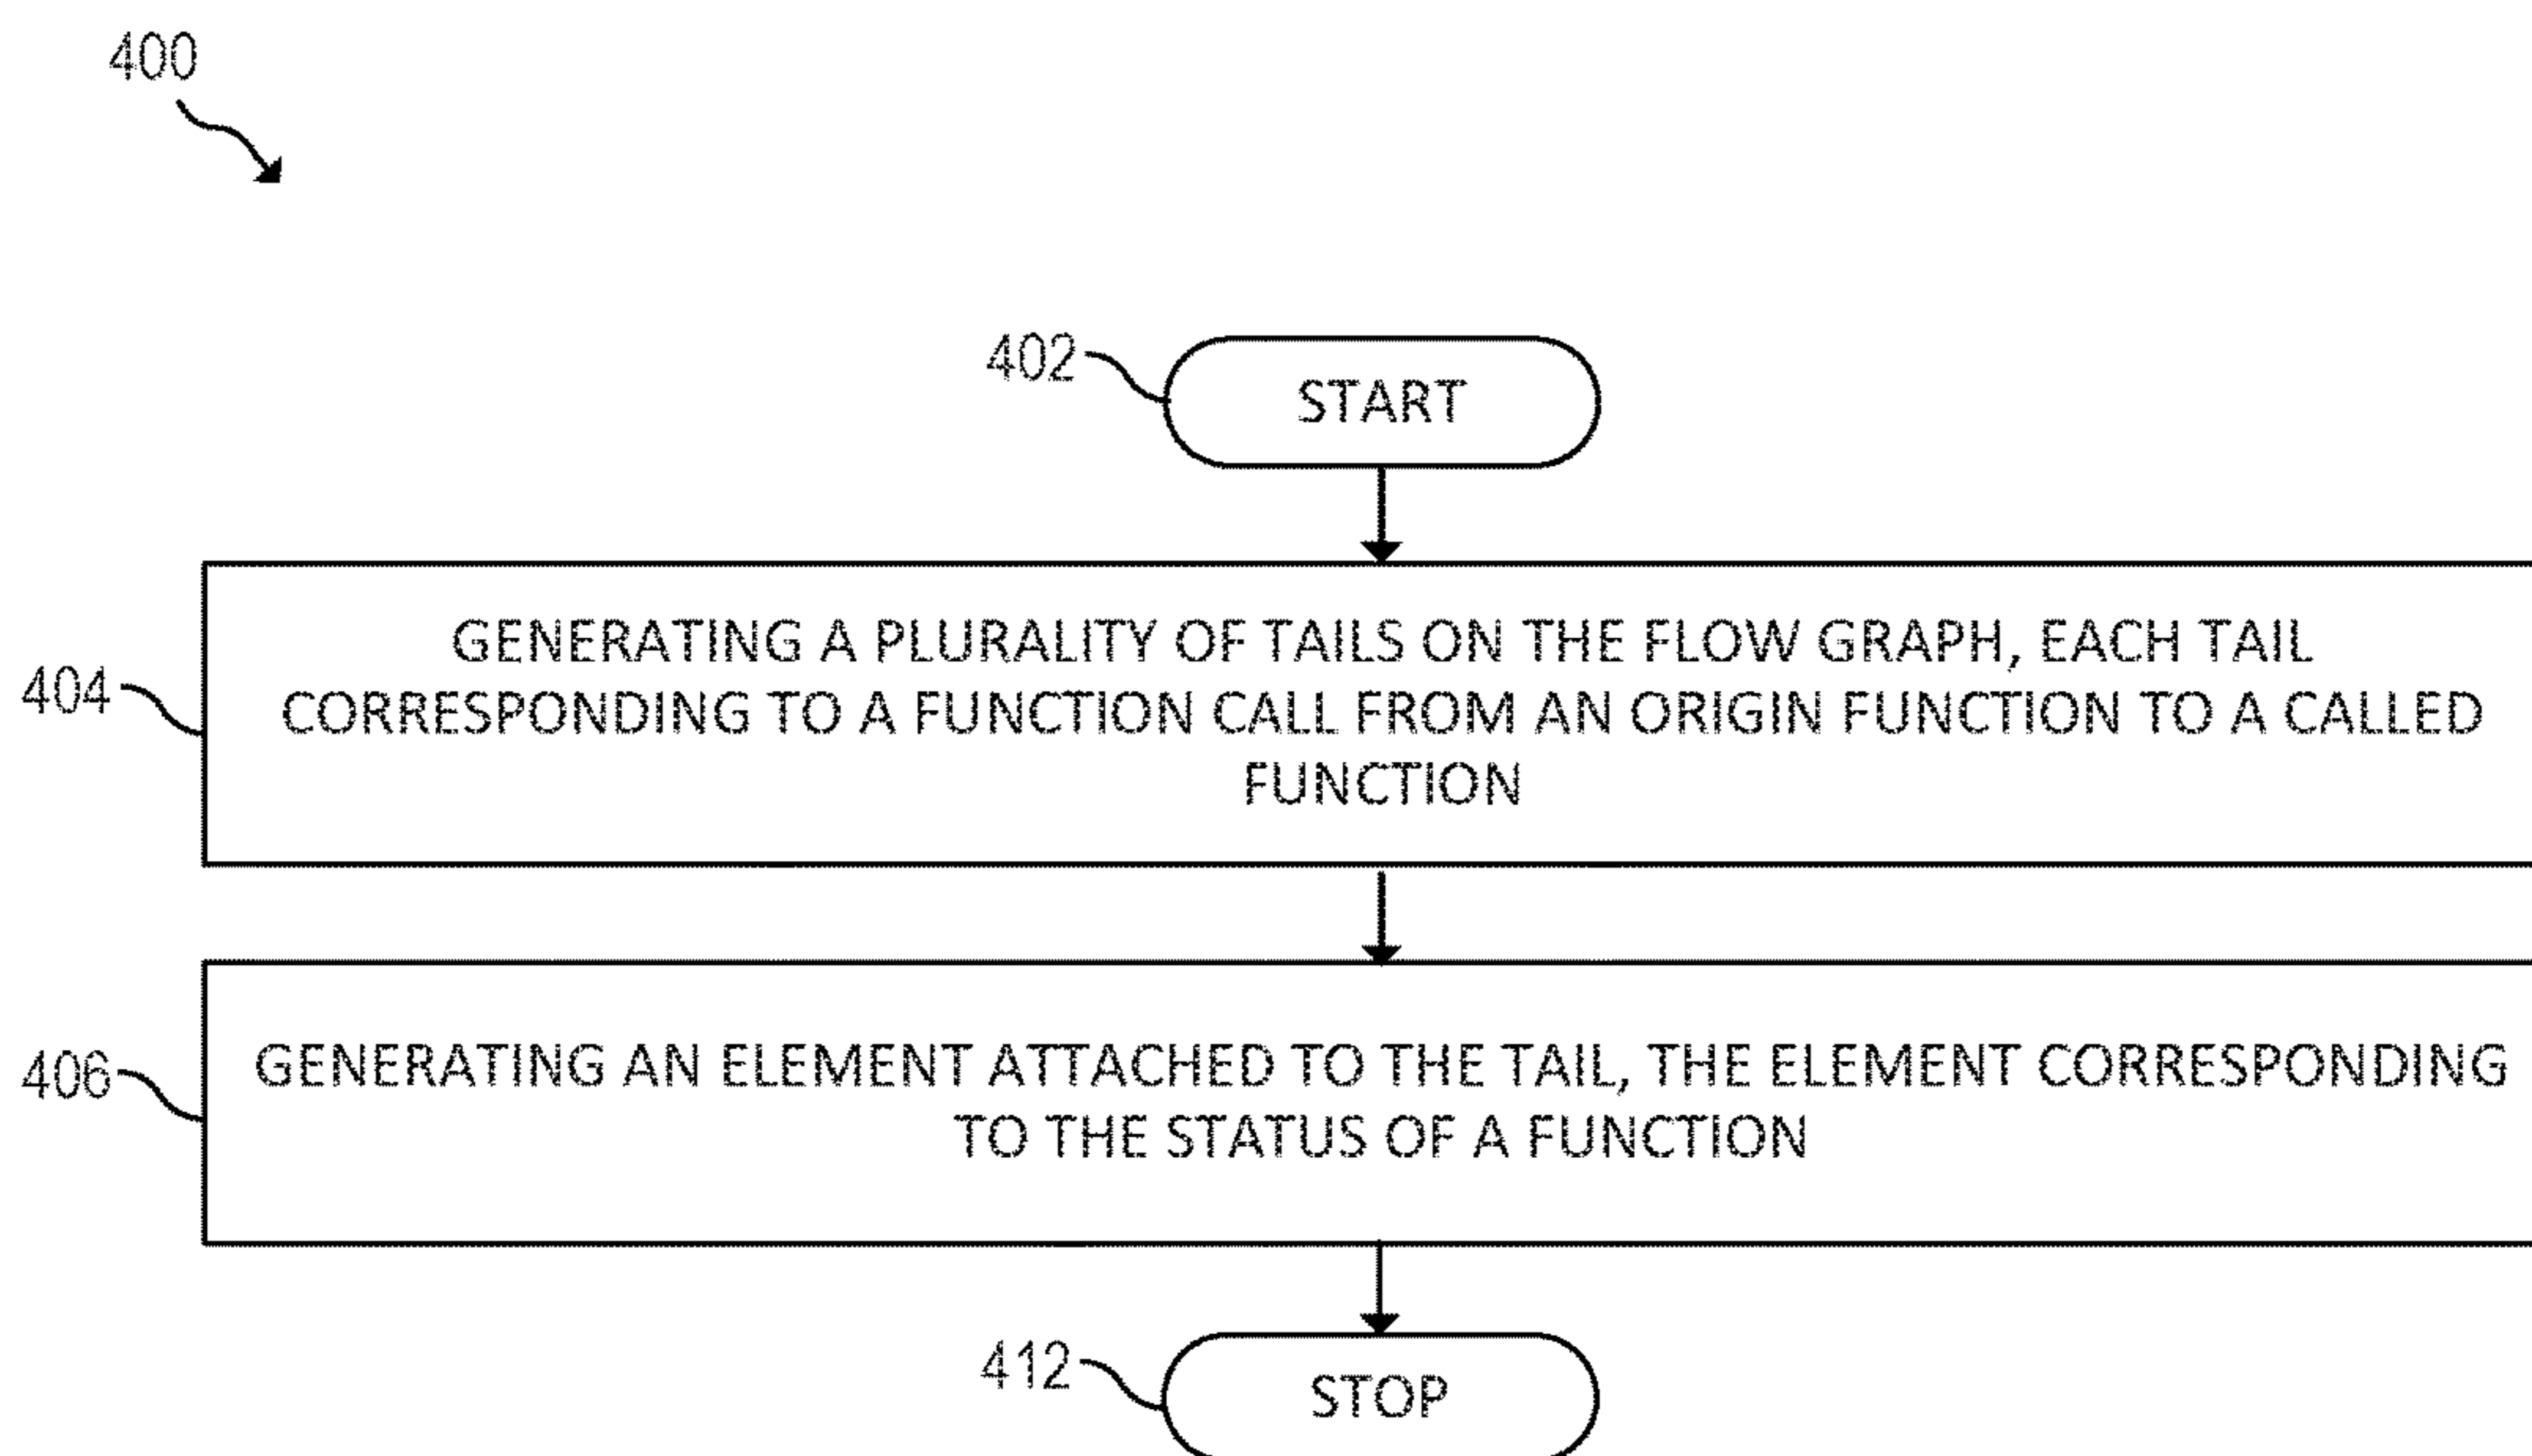 400
402
START
404
GENERATING A PLURALITY OF TAILS ON THE FLOW GRAPH, EACH TAIL
CORRESPONDING TO A FUNCTION CALL FROM AN ORIGIN FUNCTION TO A CALLED
FUNCTION
406
GENERATING AN ELEMENT ATTACHED TO THE TAIL, THE ELEMENT CORRESPONDING
TO THE STATUS OF A FUNCTION
412
STOP